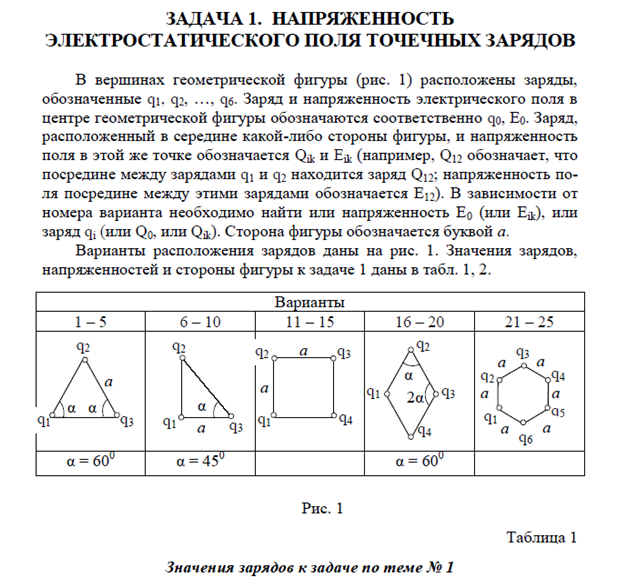 ЗАДАЧА 1. НАПРЯЖЕННОСТЬ
ЭЛЕКТРОСТАТИЧЕСКОГО ПОЛЯ ТОЧЕЧНЫХ ЗАРЯДОВ
В вершинах геометрической фигуры (рис. 1) расположены заряды,
обозначенные q1, q2, …, q6. Заряд и напряженность электрического поля в
центре геометрической фигуры обозначаются соответственно q0, E0. Заряд,
расположенный в середине какой-либо стороны фигуры, и напряженность
поля в этой же точке обозначается Qik и Eik (например, Q12 обозначает, что
посредине между зарядами q1 и q2 находится заряд Q12; напряженность по-
ля посредине между этими зарядами обозначается E12). В зависимости от
номера варианта необходимо найти или напряженность E0 (или Eik), или
заряд qi (или Q0, или Qik). Сторона фигуры обозначается буквой a.
Варианты расположения зарядов даны на рис. 1. Значения зарядов,
напряженностей и стороны фигуры к задаче 1 даны в табл. 1, 2.
Варианты
1 – 5 6 – 10 11 – 15 16 – 20 21 – 25
q2 a α α q1 q3
q2 α q1 a q3
q2 a q3 a q1 q4
q2 α q1 2α q3 q4
q3 a a q2 q4 a a q1 q5 a q6 a
α = 60⁰ α = 45⁰ α = 60⁰
Рис. 1
Таблица 1
Значения зарядов к задаче по теме № 1